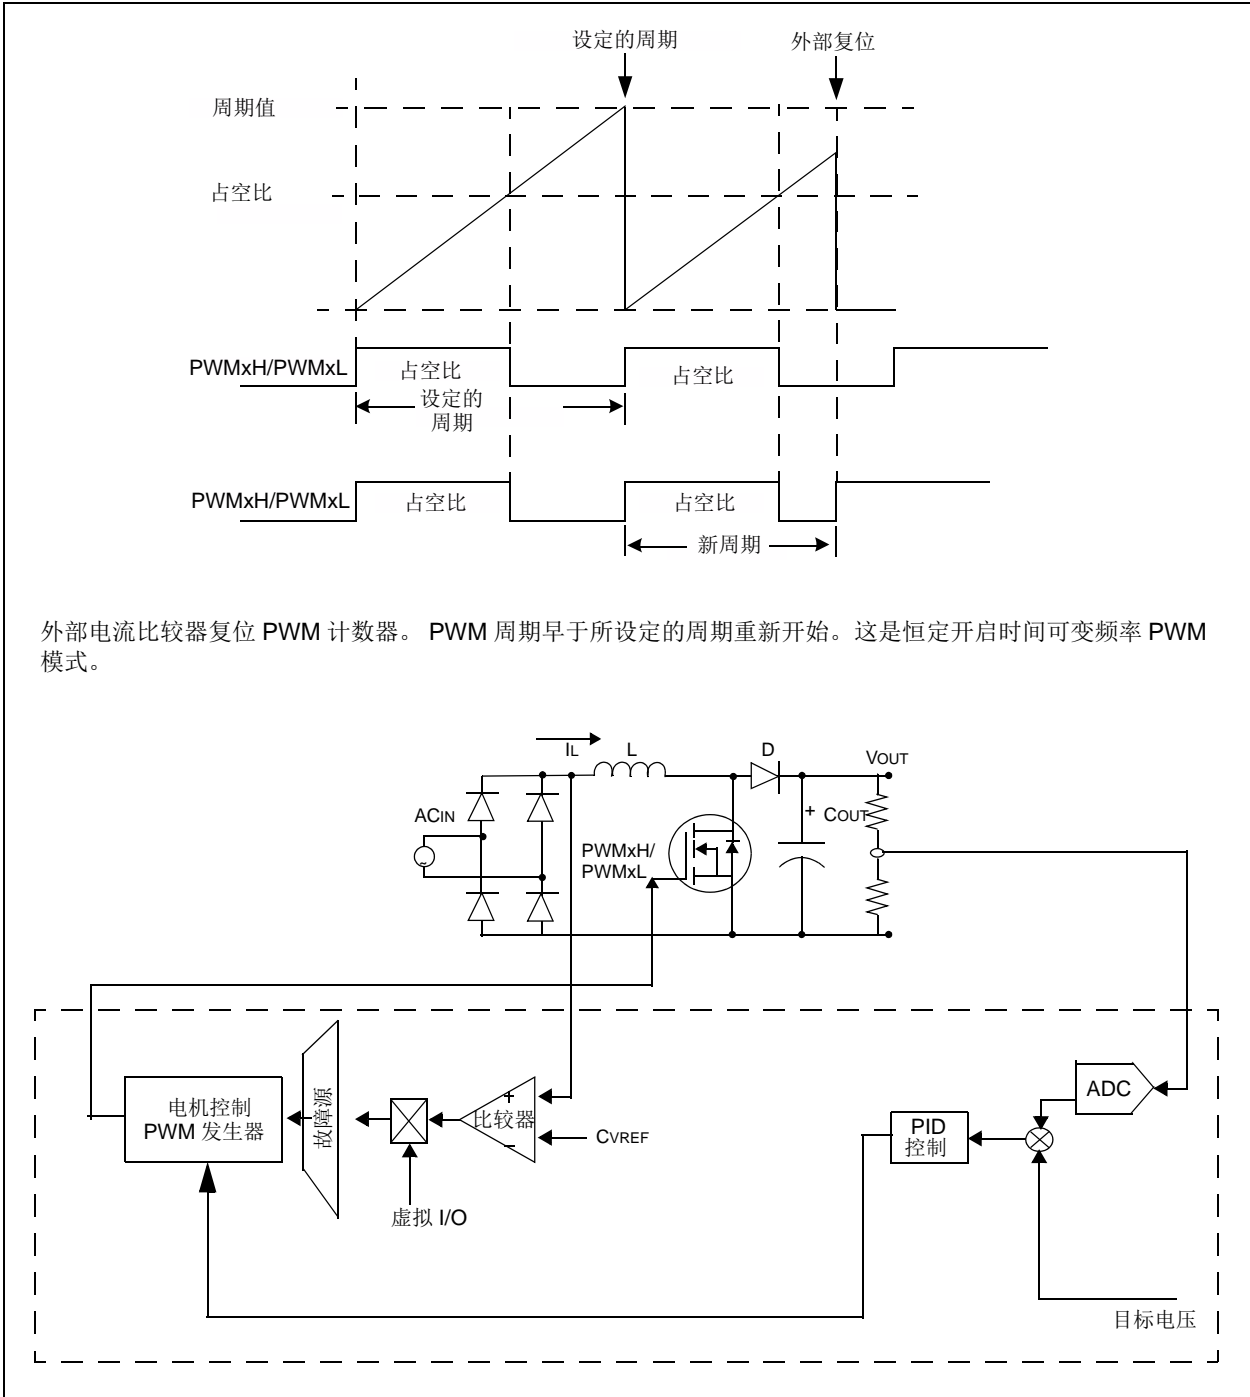 设定的周期
外部复位
周期值
占空比
PWMxH/PWMxL
占空比
占空比
设定的
周期
PWMxH/PWMxL
占空比
占空比
新周期
外部电流比较器复位 PWM 计数器。 PWM 周期早于所设定的周期重新开始。这是恒定开启时间可变频率 PWM
模式。
IL
L
D
VOUT
ACIN
+
COUT
PWMxH/
PWMxL
~
电机控制
PWM 发生器
故障源
+
比较器
–
CVREF
虚拟 I/O
PID
控制
ADC
目标电压